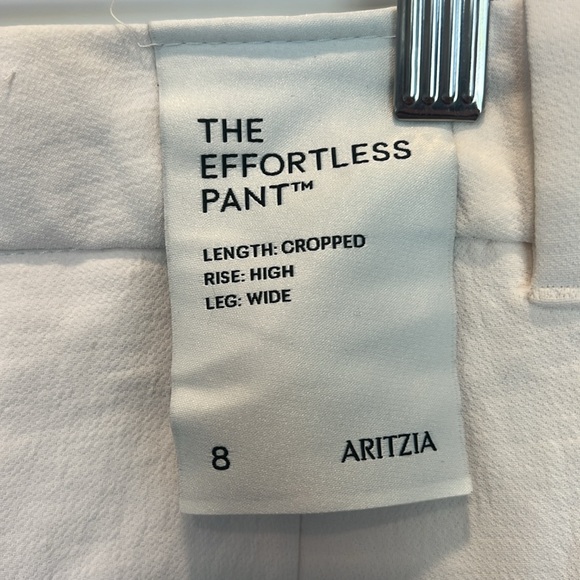 THE
EFFORTLESS
PANT™
LENGTH: CROPPED
RISE: HIGH
LEG: WIDE
8 ARITZIA